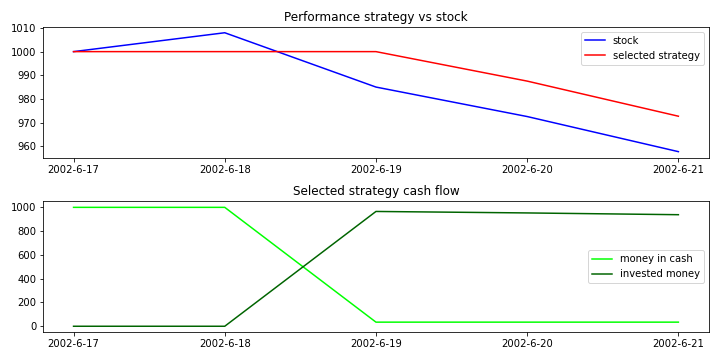 Performance strategy vs stock
1010
1000
990
980
970
960
stock
selected strategy
2002-6-17 2002-6-18 2002-6-19 2002-6-20 2002-6-21
Selected strategy cash flow
1000
800
600
400
200
0
money in cash
invested money
2002-6-17 2002-6-18 2002-6-19 2002-6-20 2002-6-21